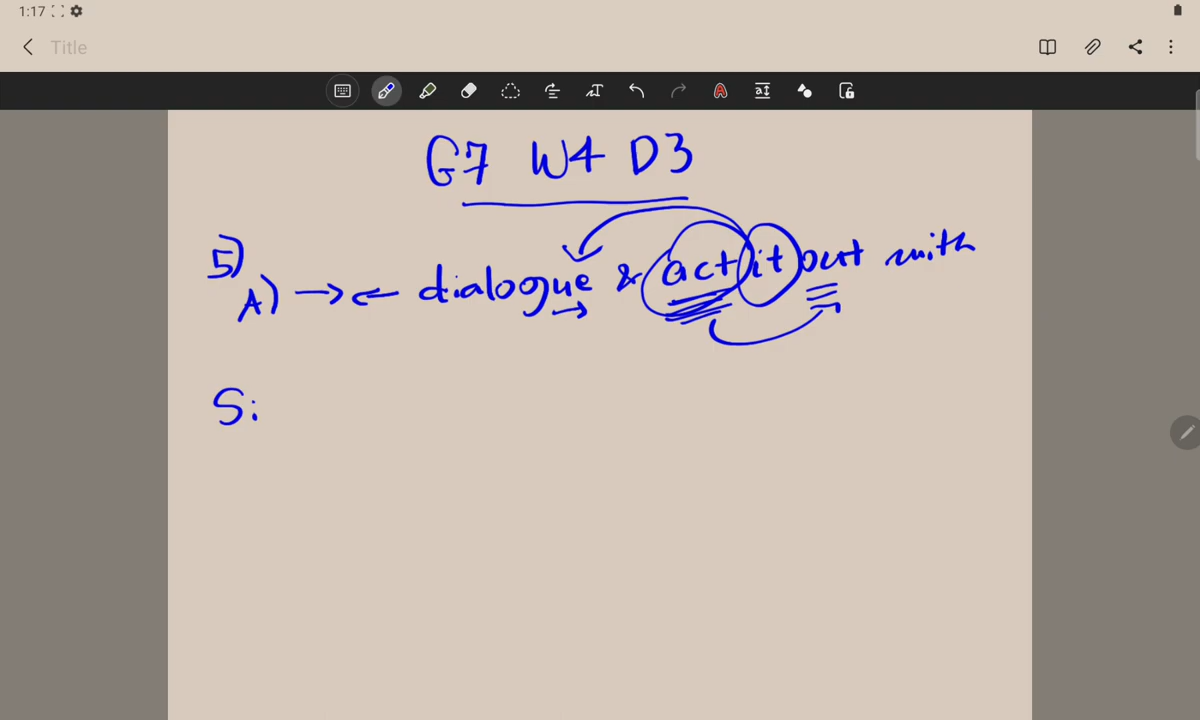 1:17
Title
G7 W4 D3
5)
A) →← dialogue & act it out with
S: